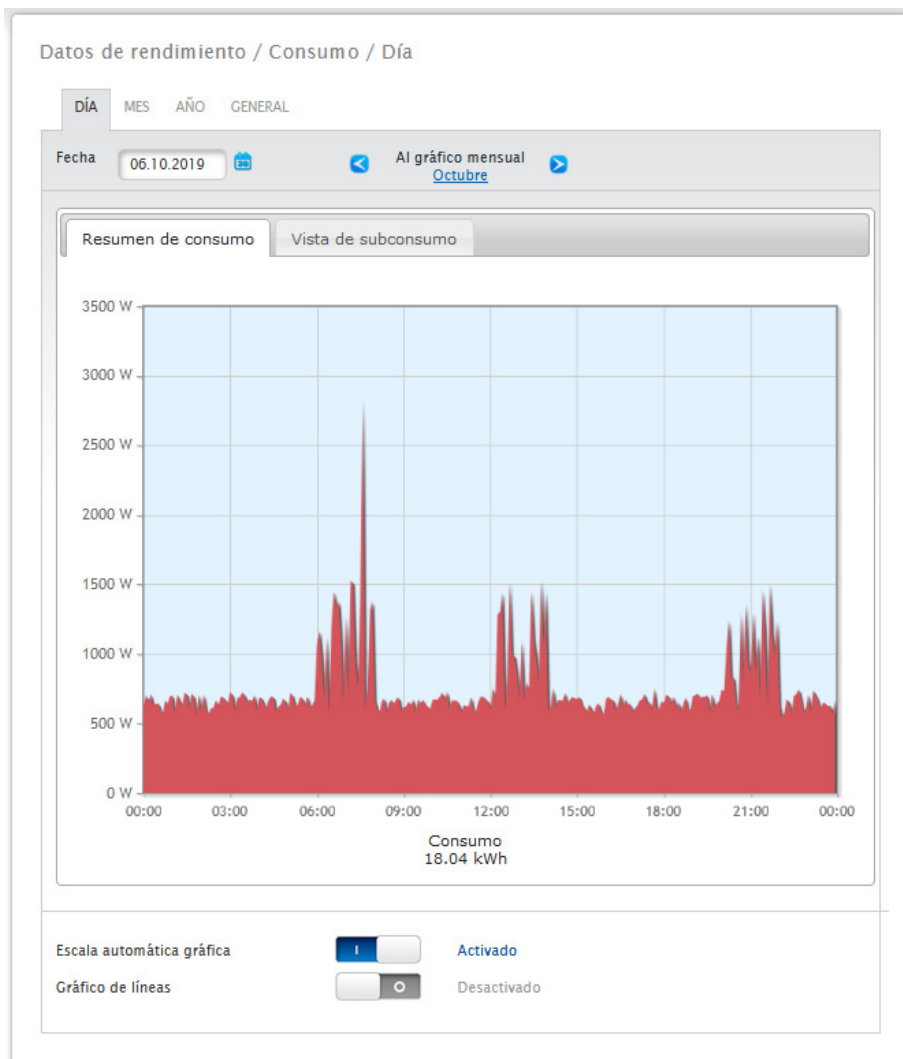 Datos de rendimiento / Consumo / Día
DÍA MES AÑO GENERAL
Fecha 06.10.2019 30 Al gráfico mensual
Octubre
Resumen de consumo Vista de subconsumo
3500 W
3000 W
2500 W
2000 W
1500 W
1000 W
500 W
0 W
00:00 03:00 06:00 09:00 12:00 15:00 18:00 21:00 00:00
Consumo
18.04 kWh
Escala automática gráfica I Activado
Gráfico de líneas O Desactivado